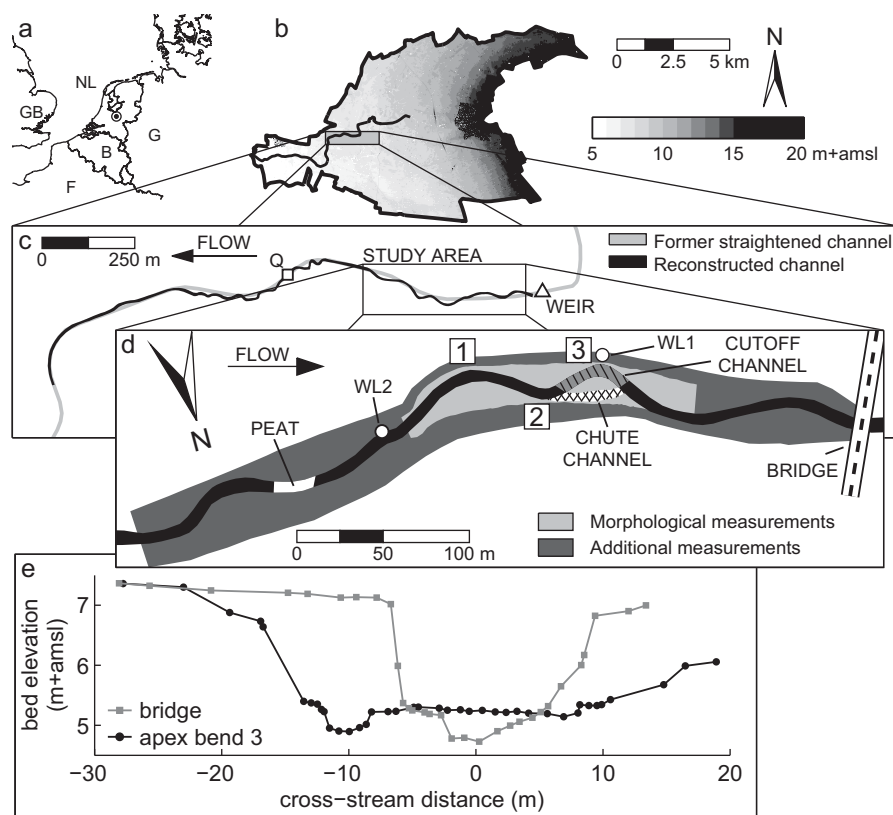 a
NL
GB
G
B
F
b
0 2.5 5 km
N
5 10 15 20 m+amsl
c
0 250 m
FLOW
Q
STUDY AREA
WEIR
Former straightened channel
Reconstructed channel
d
FLOW
N
1
3
WL1
CUTOFF
CHANNEL
WL2
2
CHUTE
CHANNEL
PEAT
BRIDGE
0 50 100 m
Morphological measurements
Additional measurements
e
bed elevation
(m+amsl)
7
6
5
bridge
apex bend 3
−30 −20 −10 0 10 20
cross−stream distance (m)